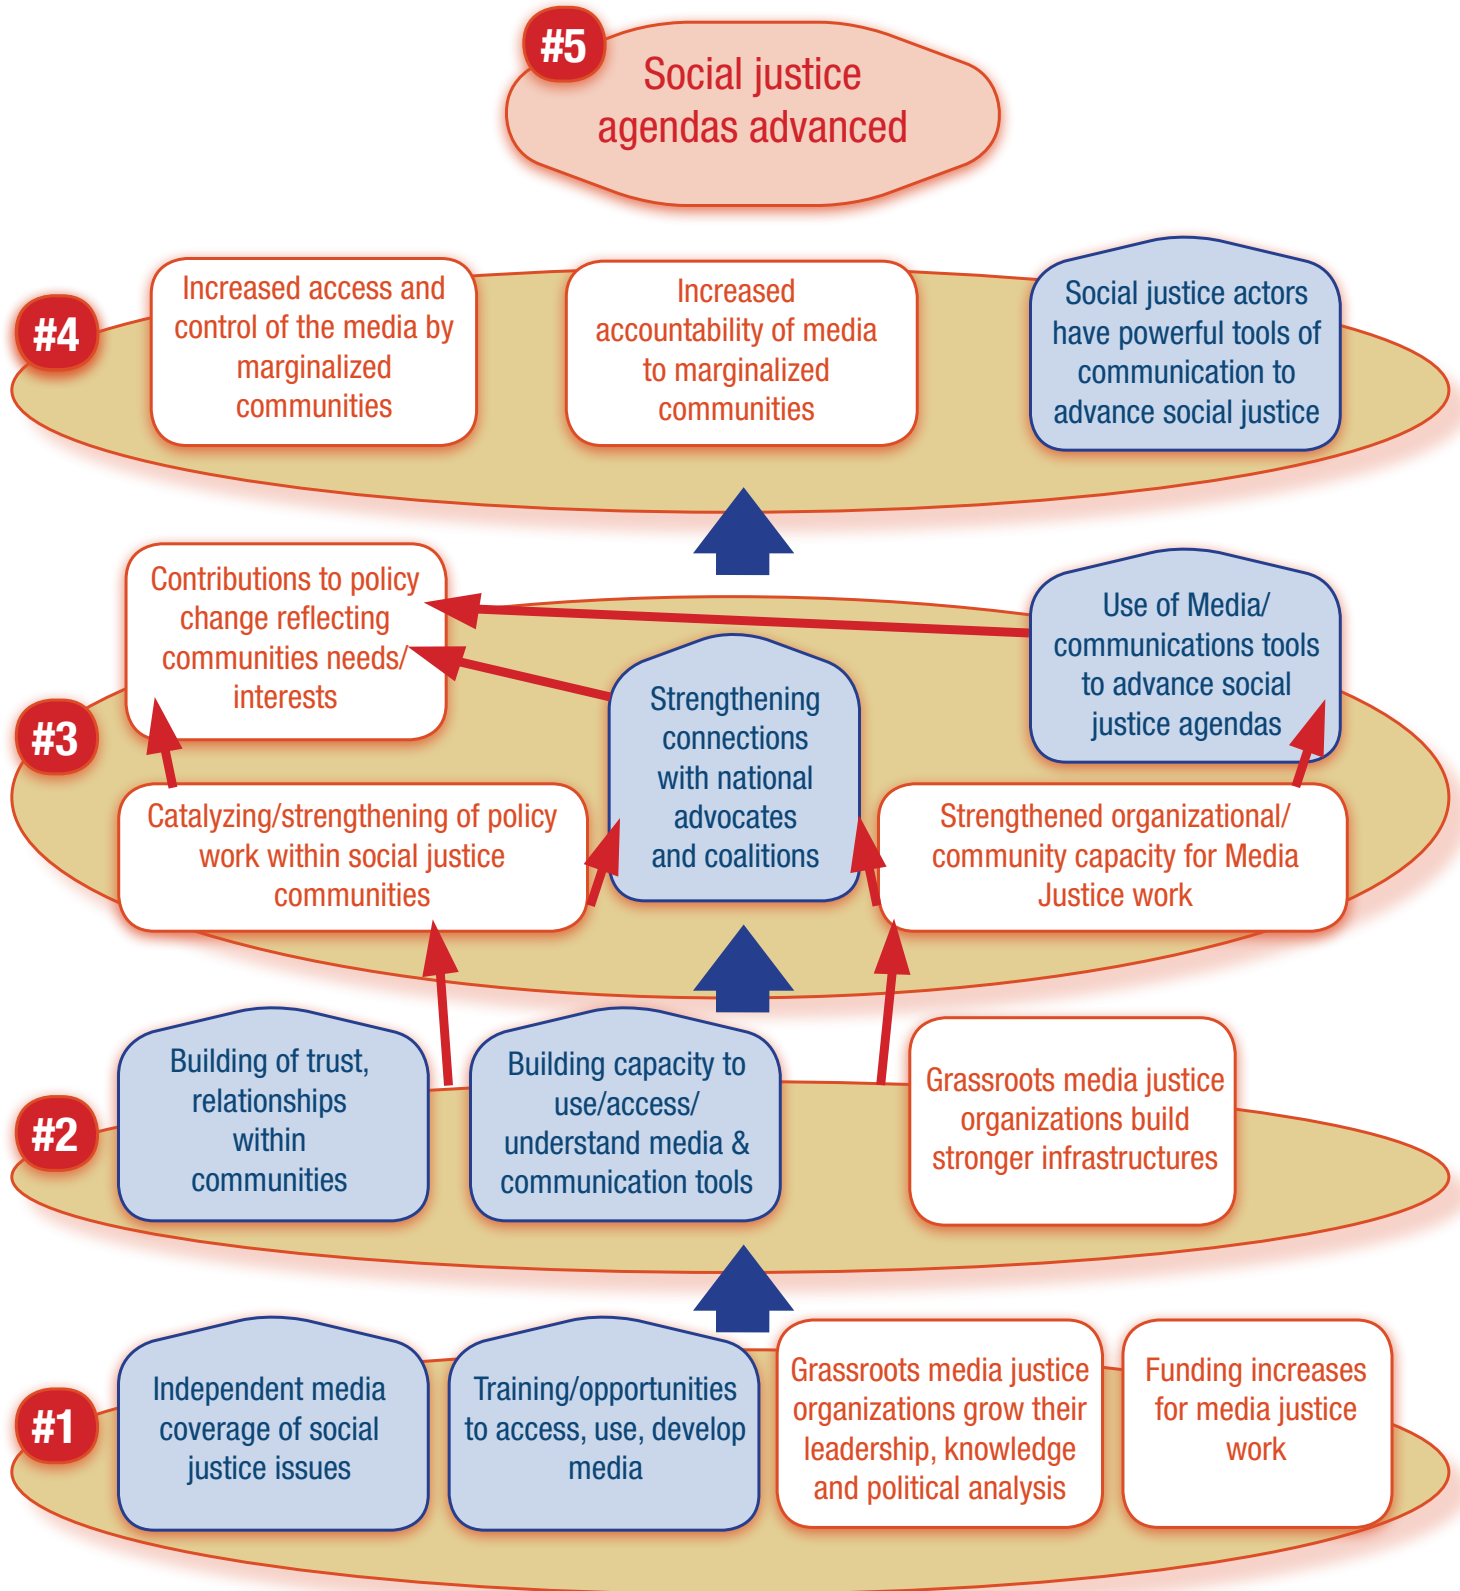 #5
Social justice
agendas advanced
#4
Increased access and
control of the media by
marginalized
communities
Increased
accountability of media
to marginalized
communities
Social justice actors
have powerful tools of
communication to
advance social justice
#3
Contributions to policy
change reflecting
communities needs/
interests
Strengthening
connections
with national
advocates
and coalitions
Use of Media/
communications tools
to advance social
justice agendas
Catalyzing/strengthening of policy
work within social justice
communities
Strengthened organizational/
community capacity for Media
Justice work
#2
Building of trust,
relationships
within
communities
Building capacity to
use/access/
understand media &
communication tools
Grassroots media justice
organizations build
stronger infrastructures
#1
Independent media
coverage of social
justice issues
Training/opportunities
to access, use, develop
media
Grassroots media justice
organizations grow their
leadership, knowledge
and political analysis
Funding increases
for media justice
work